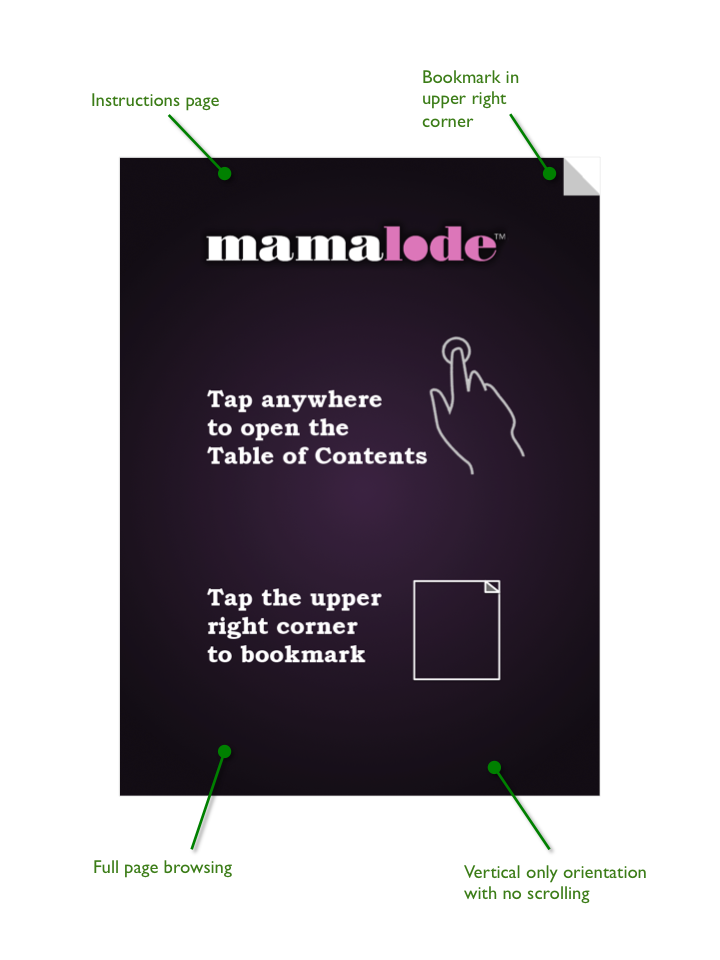 Instructions page
Bookmark in
upper right
corner
mamalode™
Tap anywhere
to open the
Table of Contents
Tap the upper
right corner
to bookmark
Full page browsing
Vertical only orientation
with no scrolling